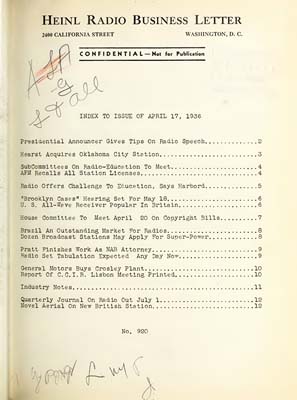 HEINL RADIO BUSINESS LETTER
2400 CALIFORNIA STREET WASHINGTON, D. C.
CONFIDENTIAL — Not for Publication
INDEX TO ISSUE OF APRIL 17, 1936
Presidential Announcer Gives Tips On Radio Speech....2
Hearst Acquires Oklahoma City Station....3
SubCommittees On Radio-Education To Meet....4
AFM Recalls All Station Licenses....4
Radio Offers Challenge To Education, Says Harbord....5
"Brooklyn Cases" Hearing Set For May 18....6
U. S. All-Wave Receiver Popular In Britain....6
House Committee To Meet April 20 On Copyright Bills....7
Brazil An Outstanding Market For Radios....8
Dozen Broadcast Stations May Apply For Super-Power....8
Pratt Finishes Work As NAB Attorney....9
Radio Set Tabulation Expected Any Day Now....9
General Motors Buys Crosley Plant....10
Report Of C.C.I.R. Lisbon Meeting Printed....10
Industry Notes....11
Quarterly Journal On Radio Out July 1....12
Novel Aerial On New British Station....12
No. 920